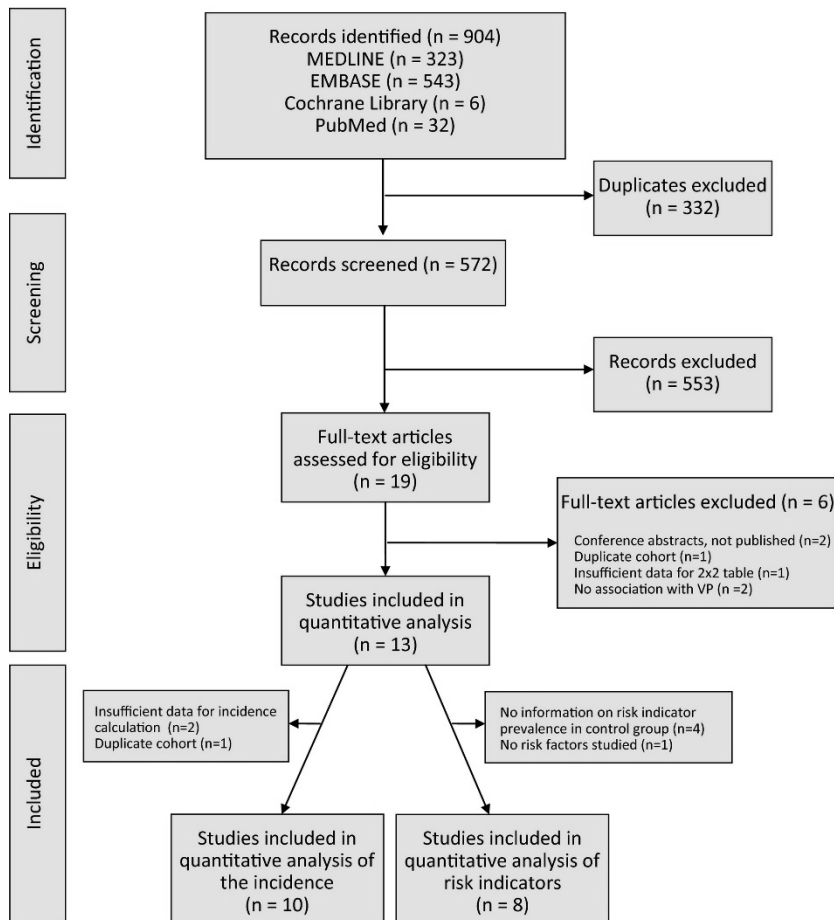 Identification
Records identified (n = 904)
MEDLINE (n = 323)
EMBASE (n = 543)
Cochrane Library (n = 6)
PubMed (n = 32)
Duplicates excluded
(n = 332)
Screening
Records screened (n = 572)
Records excluded
(n = 553)
Eligibility
Full-text articles
assessed for eligibility
(n = 19)
Full-text articles excluded (n = 6)
Conference abstracts, not published (n=2)
Duplicate cohort (n=1)
Insufficient data for 2x2 table (n=1)
No association with VP (n =2)
Studies included in
quantitative analysis
(n = 13)
Included
Insufficient data for incidence
calculation (n=2)
Duplicate cohort (n=1)
No information on risk indicator
prevalence in control group (n=4)
No risk factors studied (n=1)
Studies included in
quantitative analysis of
the incidence
(n = 10)
Studies included in
quantitative analysis of
risk indicators
(n = 8)